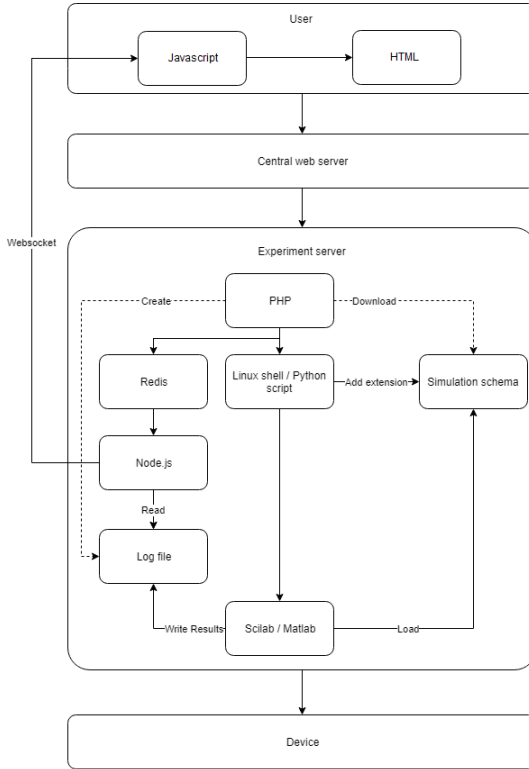 User
Javascript
HTML
Central web server
Websocket
Experiment server
Create
PHP
Download
Redis
Linux shell / Python
script
Add extension
Simulation schema
Node.js
Read
Log file
Write Results
Scilab / Matlab
Load
Device